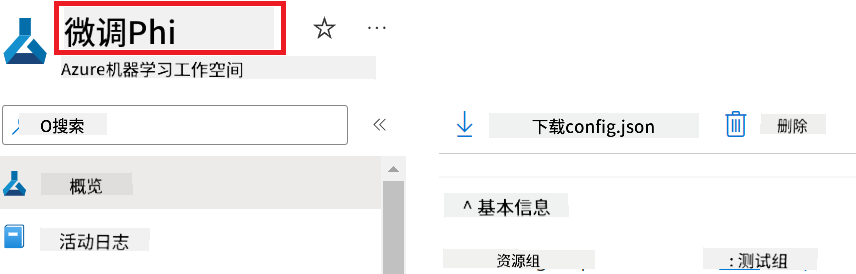 微调Phi
Azure机器学习工作空间
O搜索
概览
活动日志
下载config.json
删除
^ 基本信息
资源组
: 测试组